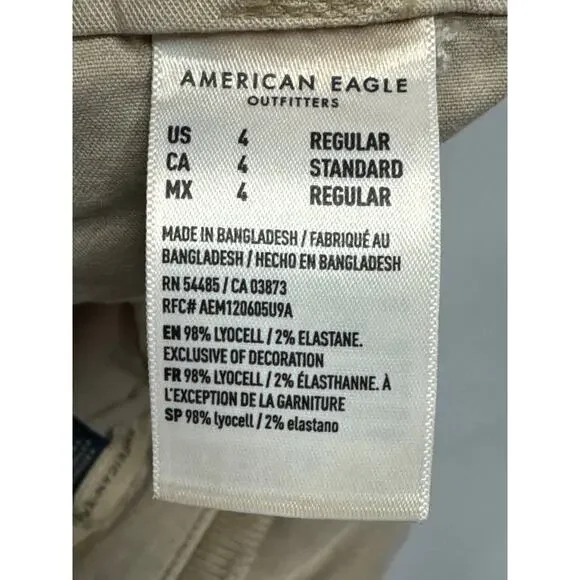 AMERICAN EAGLE
OUTFITTERS
US 4 REGULAR
CA 4 STANDARD
MX 4 REGULAR
MADE IN BANGLADESH / FABRIQUÉ AU
BANGLADESH / HECHO EN BANGLADESH
RN 54485 / CA 03873
RFC# AEM120605U9A
EN 98% LYOCELL / 2% ELASTANE.
EXCLUSIVE OF DECORATION
FR 98% LYOCELL / 2% ÉLASTHANNE. À
L'EXCEPTION DE LA GARNITURE
SP 98% lyocell / 2% elastano